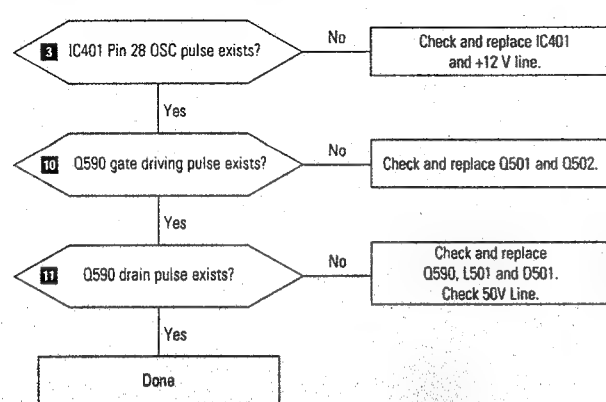 3 IC401 Pin 28 OSC pulse exists?
No
Check and replace IC401
and +12 V line.
Yes
10 Q590 gate driving pulse exists?
No
Check and replace Q501 and Q502.
Yes
11 Q590 drain pulse exists?
No
Check and replace
Q590, L501 and D501.
Check 50V Line.
Yes
Done